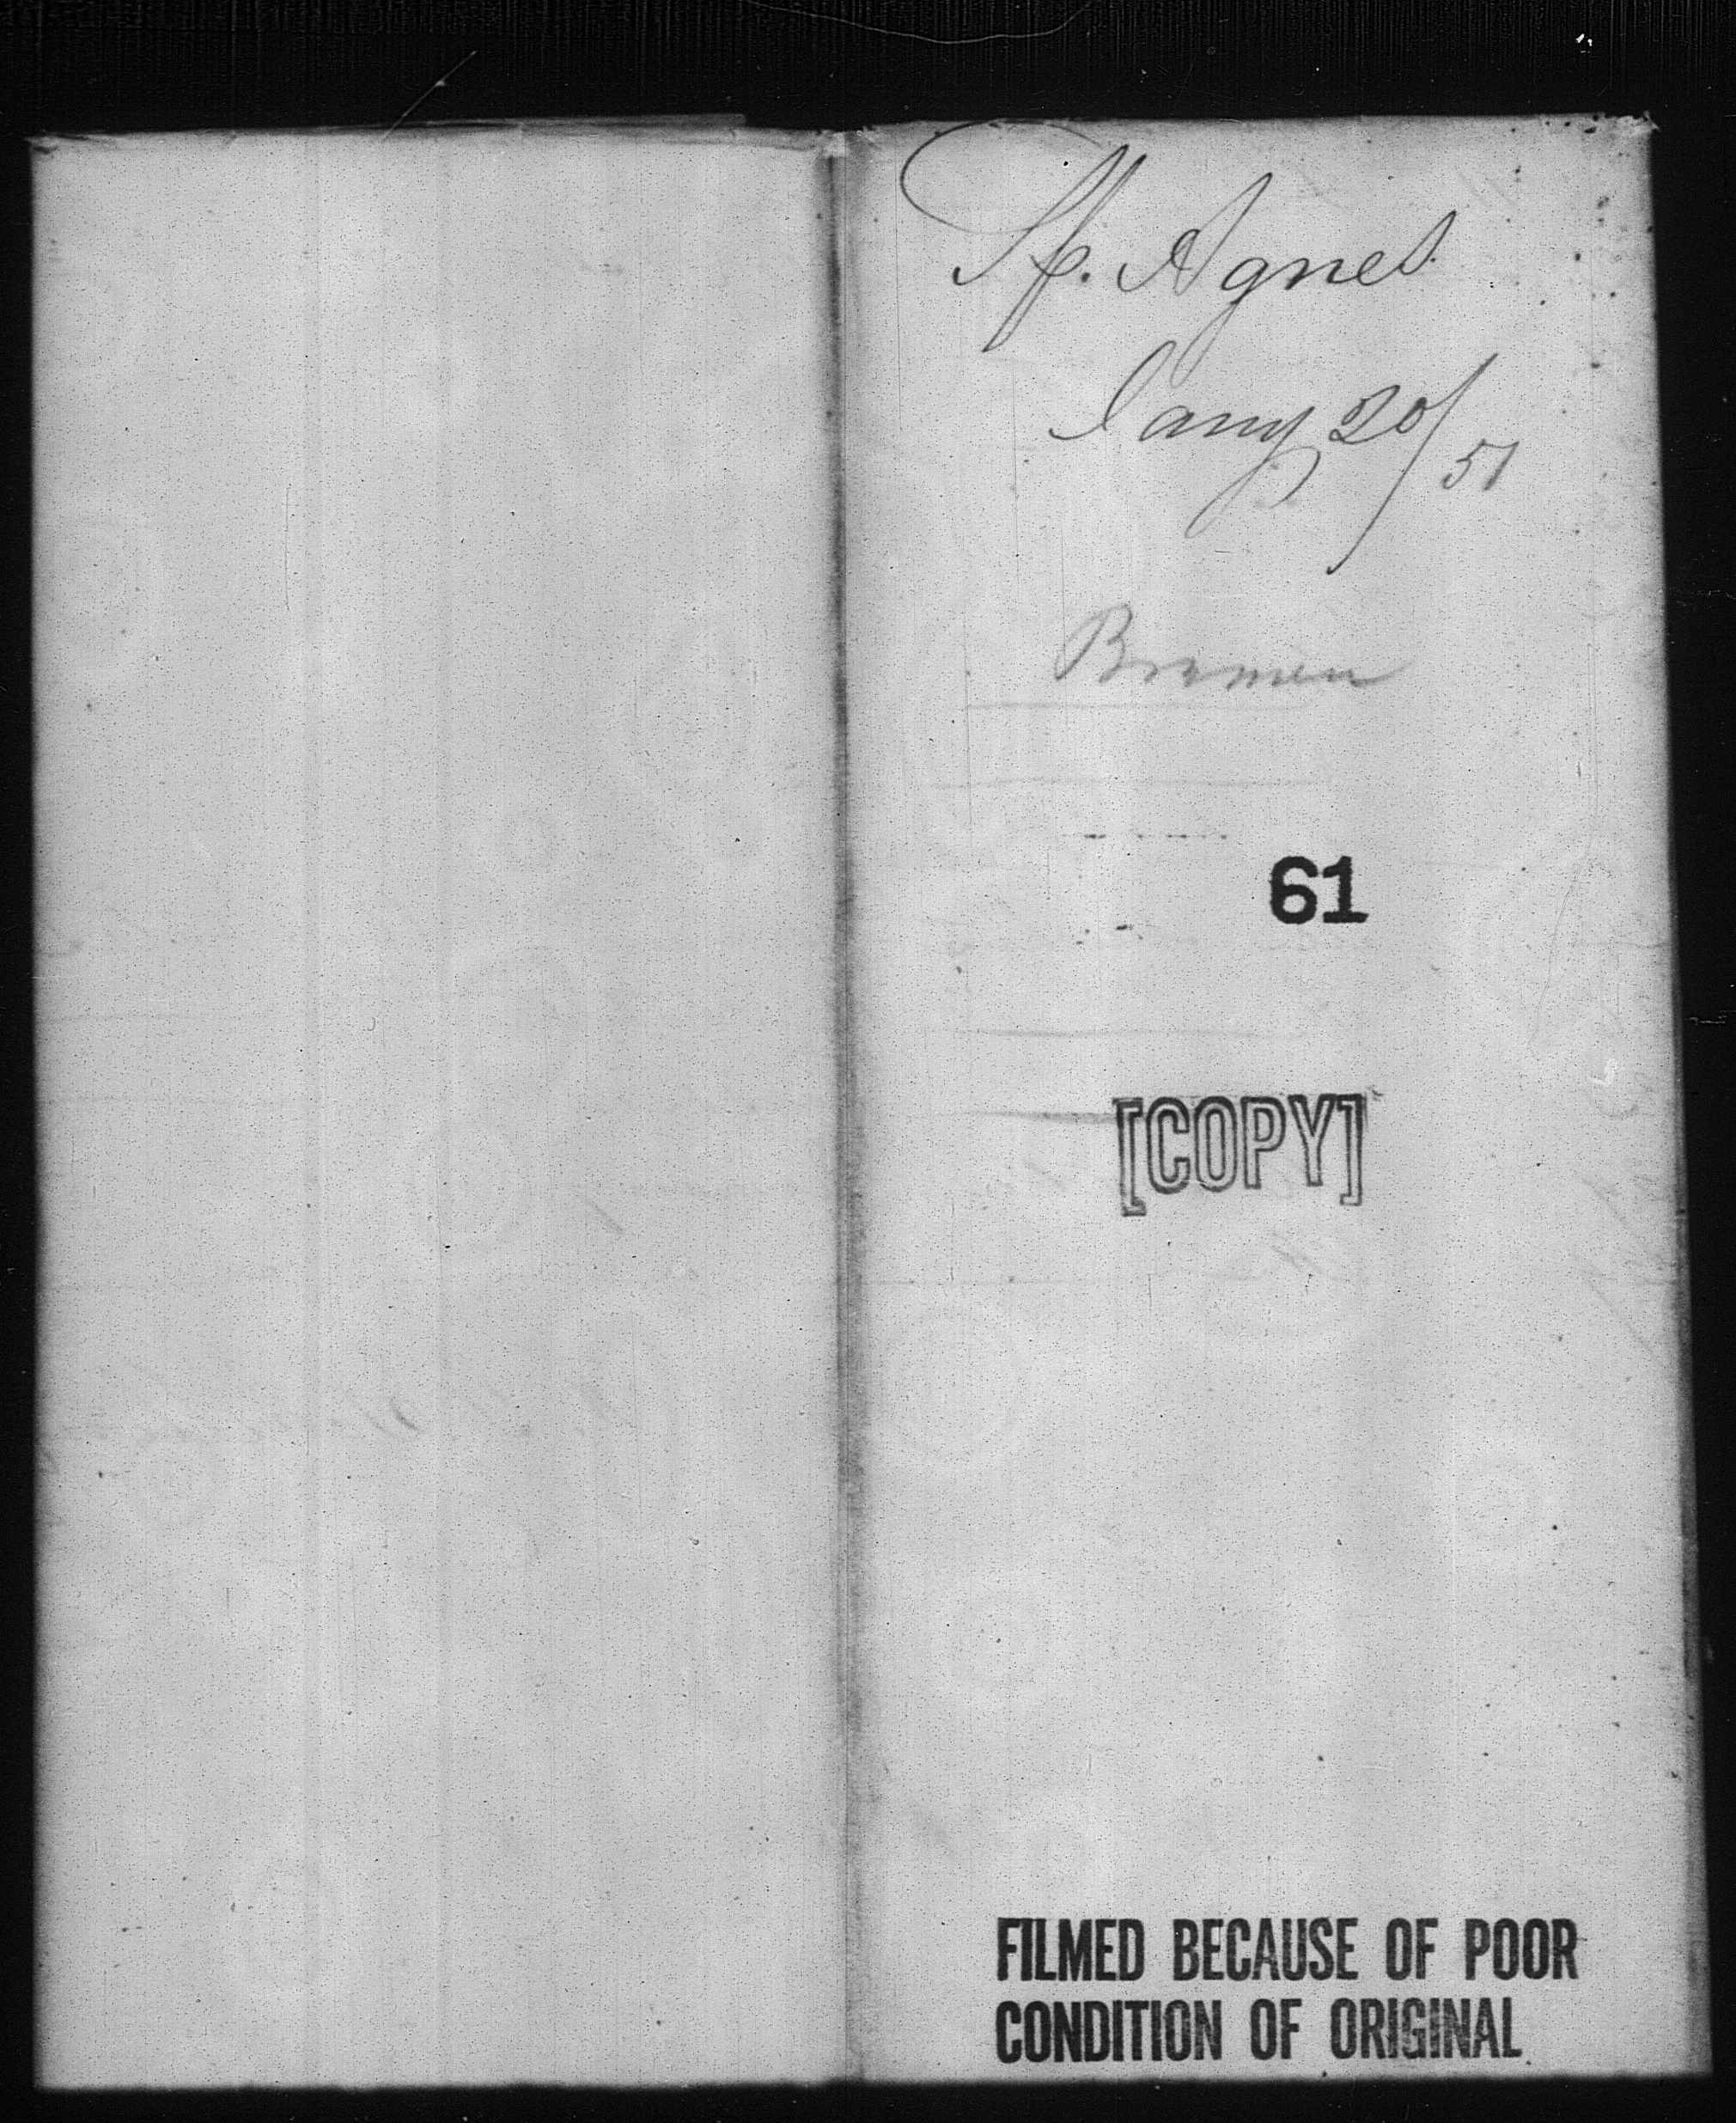 Sp. Agnes.
Jany 20/51
Bremen
61
[COPY]
FILMED BECAUSE OF POOR
CONDITION OF ORIGINAL